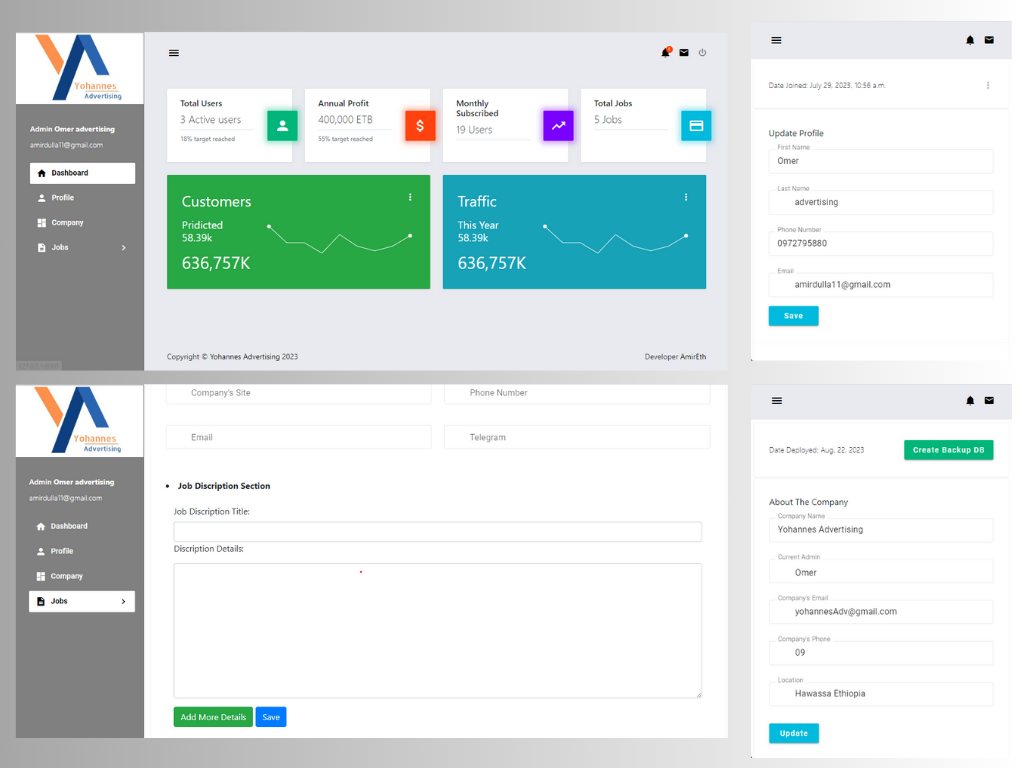 Yohannes
Advertising
Admin Omer advertising
amirdulla11@gmail.com
Dashboard
Profile
Company
Jobs
Total Users
3 Active users
18% target reached
Annual Profit
400,000 ETB
55% target reached
Monthly
Subscribed
19 Users
Total Jobs
5 Jobs
Customers
Pridicted
58.39k
636,757K
Traffic
This Year
58.39k
636,757K
Copyright © Yohannes Advertising 2023
Developer AmirEth
Date Joined: July 29, 2023, 10:56 a.m.
Update Profile
First Name
Omer
Last Name
advertising
Phone Number
0972795880
Email
amirdulla11@gmail.com
Save
Yohannes
Advertising
Admin Omer advertising
amirdulla11@gmail.com
Dashboard
Profile
Company
Jobs
Company's Site
Phone Number
Email
Telegram
Job Discription Section
Job Discription Title:
Discription Details:
Add More Details
Save
Date Deployed: Aug. 22, 2023
Create Backup DB
About The Company
Company Name
Yohannes Advertising
Current Admin
Omer
Company's Email
yohannesAdv@gmail.com
Company's Phone
09
Location
Hawassa Ethiopia
Update